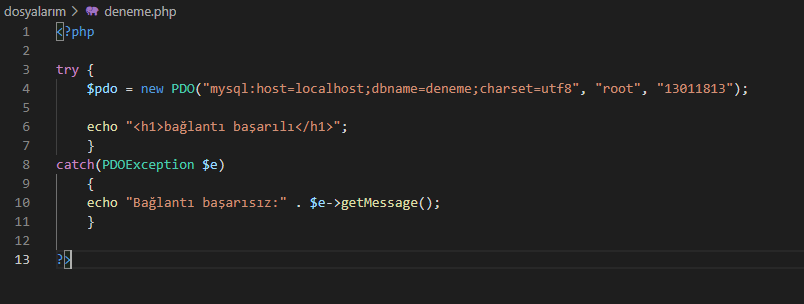 dosyalarım > deneme.php
1 <?php
2
3 try {
4 $pdo = new PDO("mysql:host=localhost;dbname=deneme;charset=utf8", "root", "13011813");
5
6 echo "<h1>bağlantı başarılı</h1>";
7 }
8 catch(PDOException $e)
9 {
10 echo "Bağlantı başarısız:" . $e->getMessage();
11 }
12
13 ?>